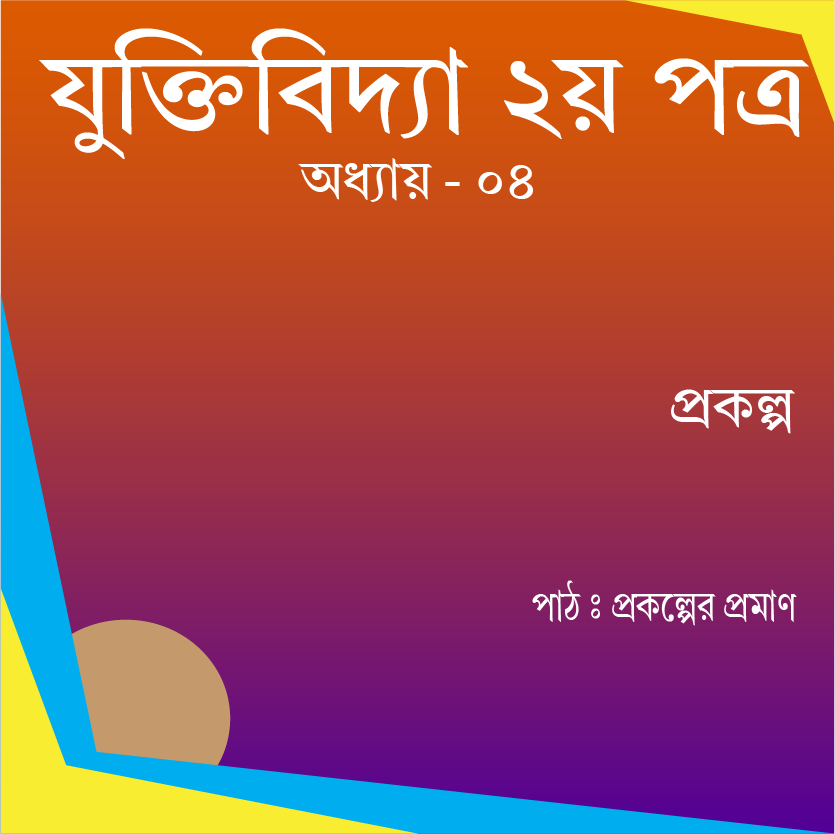 যুক্তিবিদ্যা ২য় পত্র
অধ্যায় - ০৪
প্রকল্প
পাঠ ঃ প্রকল্পের প্রমাণ